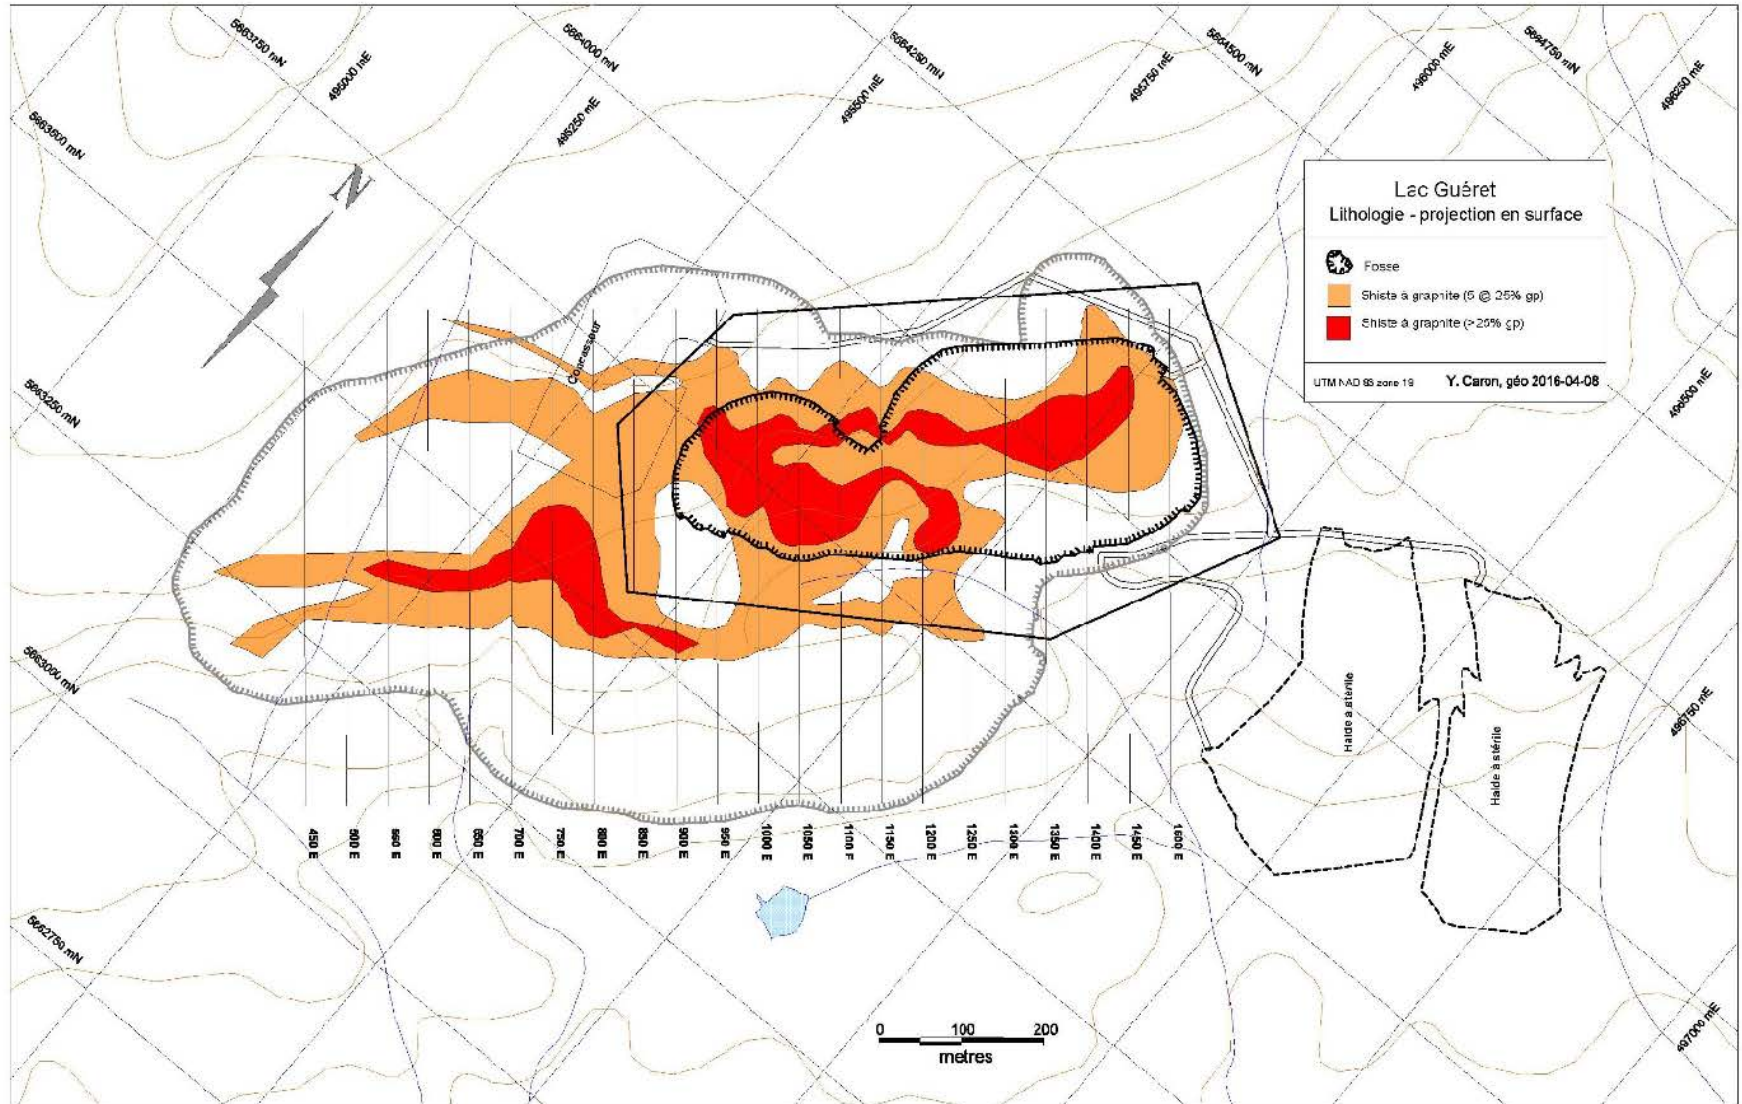 5663750 mN
495000 mE
5664000 mN
495250 mE
5664250 mN
495500 mE
495750 mE
5664500 mN
496000 mE
5664750 mN
496250 mE
5663500 mN
N
Lac Guéret
Lithologie - projection en surface
Fosse
Shiste à graphite (5 @ 25% gp)
Shiste à graphite (>25% gp)
UTM NAD 83 zone 19
Y. Caron, géo 2016-04-08
Concasseur
5663250 mN
496500 mE
5663000 mN
496750 mE
Halde à stérile
Halde à stérile
450 E
500 E
550 E
600 E
650 E
700 E
750 E
800 E
850 E
900 E
950 E
1000 E
1050 E
1100 E
1150 E
1200 E
1250 E
1300 E
1350 E
1400 E
1450 E
1500 E
5662750 mN
497000 mE
0 100 200
metres